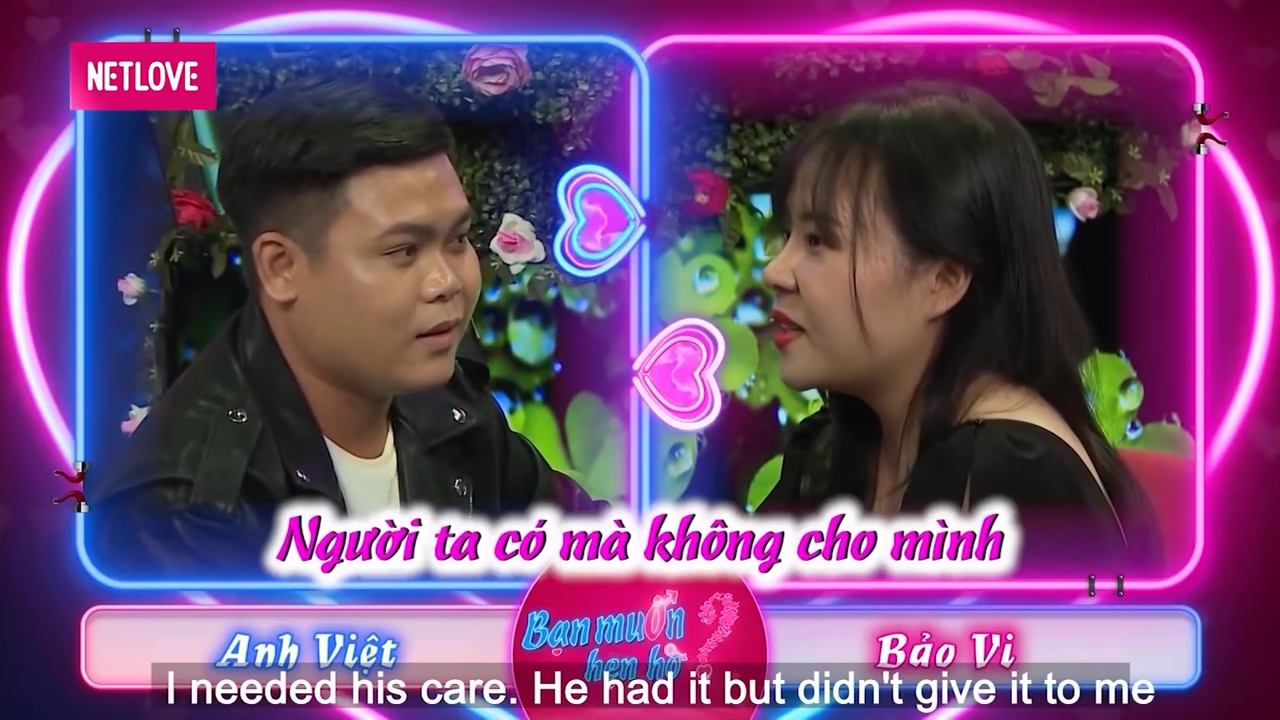 NETLOVE
Người ta có mà không cho mình
Anh Việt
Bạn muốn
hẹn hò
?
Bảo Vi
I needed his care. He had it but didn't give it to me